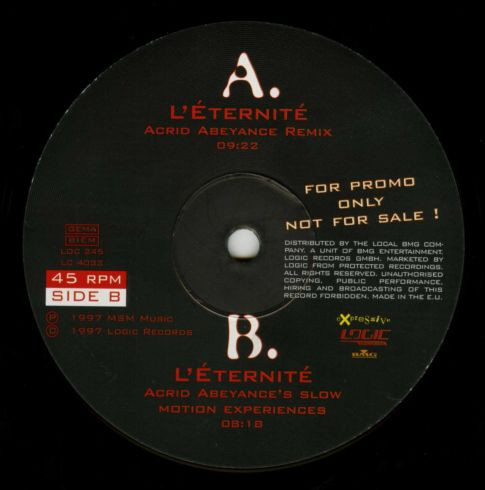 A.
L'ÉTERNITÉ
ACRID ABEYANCE REMIX
09:22
FOR PROMO
ONLY
NOT FOR SALE !
GEMA
BIEM
LOC 245
LC 4033
45 RPM
SIDE B
Ⓟ 1997 MSM MUSIC
© 1997 LOGIC RECORDS
DISTRIBUTED BY THE LOCAL BMG COM-
PANY, A UNIT OF BMG ENTERTAINMENT.
LOGIC RECORDS GMBH. MARKETED BY
LOGIC FROM PROTECTED RECORDINGS.
ALL RIGHTS RESERVED. UNAUTHORISED
COPYING, PUBLIC PERFORMANCE,
HIRING AND BROADCASTING OF THIS
RECORD FORBIDDEN. MADE IN THE E.U.
eXpressive
LOGIC
BMG
B.
L'ÉTERNITÉ
ACRID ABEYANCE'S SLOW
MOTION EXPERIENCES
08:18